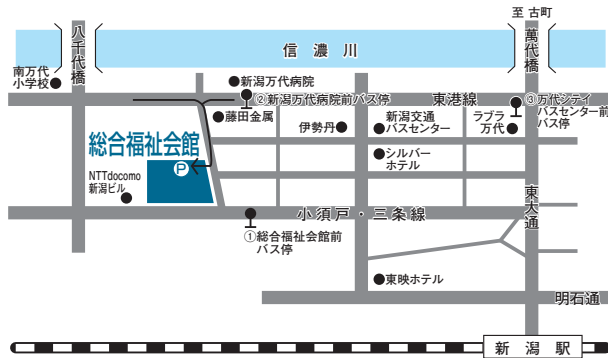 至 古町
八千代橋
信濃川
萬代橋
南万代
小学校
新潟万代病院
②新潟万代病院前バス停
東港線
③万代シテイ
バスセンター前
バス停
藤田金属
伊勢丹
新潟交通
バスセンター
ラブラ
万代
総合福祉会館
P
シルバー
ホテル
NTTdocomo
新潟ビル
東大通
小須戸・三条線
①総合福祉会館前
バス停
東映ホテル
明石通
新潟駅